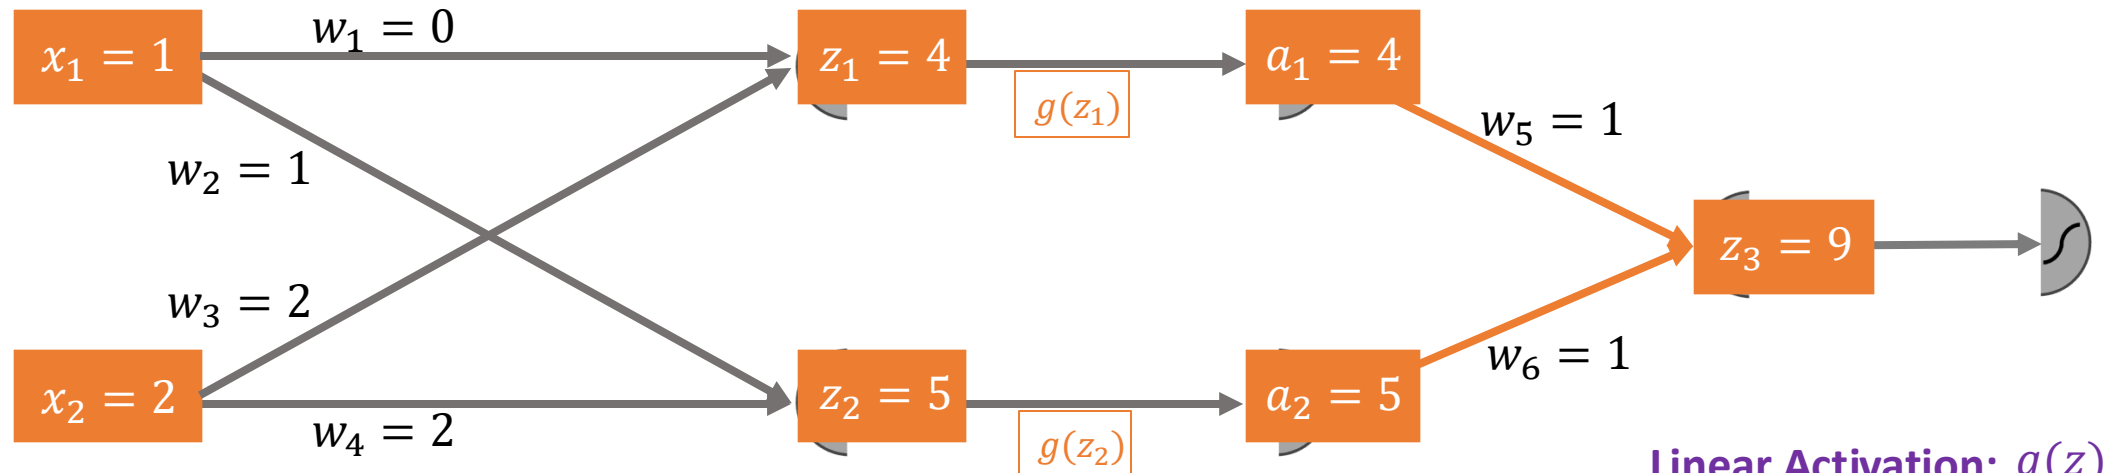 x₁ = 1
w₁ = 0
z₁ = 4
g(z₁)
a₁ = 4
w₅ = 1
w₂ = 1
z₃ = 9
w₃ = 2
x₂ = 2
w₄ = 2
z₂ = 5
g(z₂)
a₂ = 5
w₆ = 1
Linear Activation: g(z)